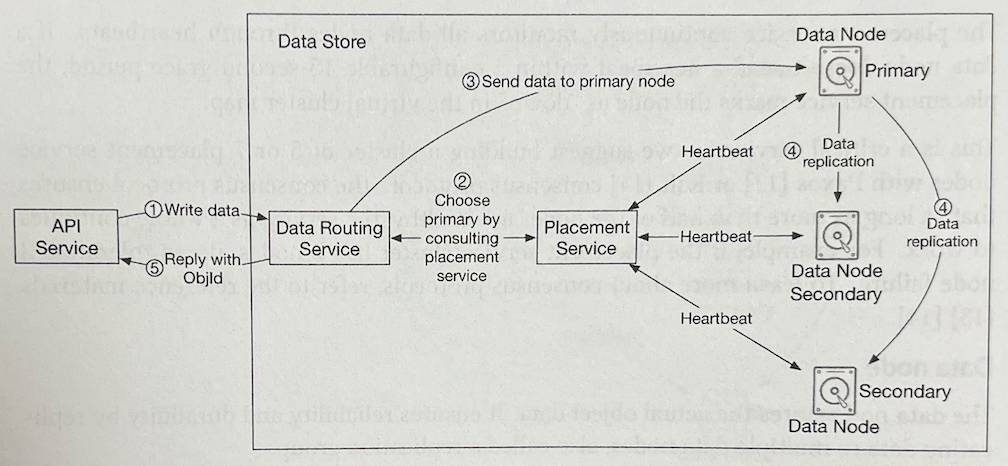 Data Store
Data Node
Primary
③ Send data to primary node
Heartbeat
④ Data
replication
②
Choose
primary by
consulting
placement
service
① Write data
API
Service
Data Routing
Service
Placement
Service
Heartbeat
④
Data
replication
⑤ Reply with
ObjId
Data Node
Secondary
Heartbeat
Secondary
Data Node